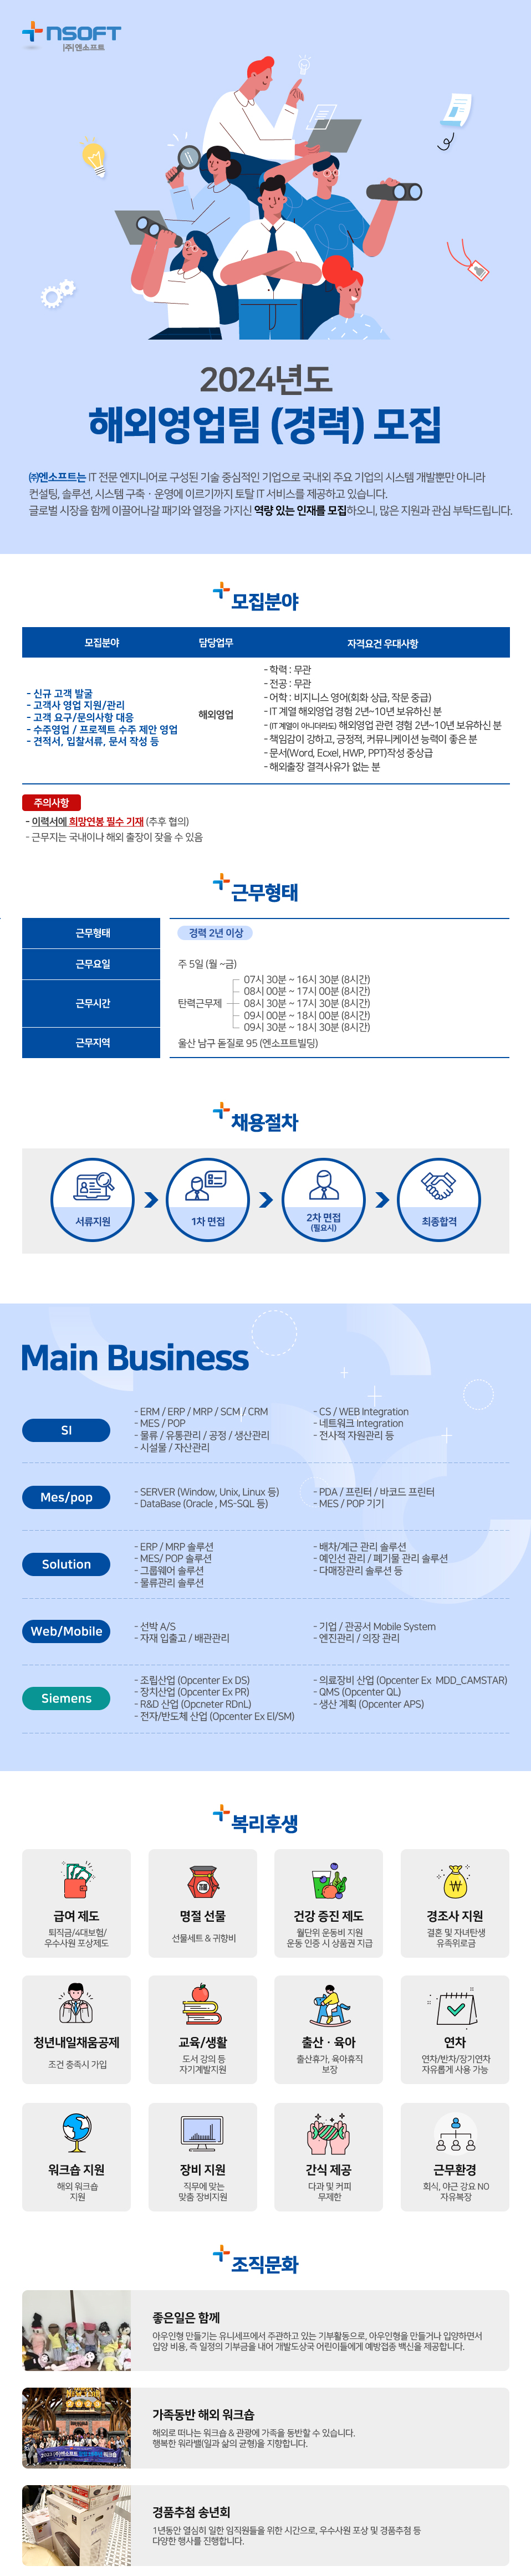 NSOFT
(주)엔소프트
2024년도
해외영업팀 (경력) 모집
㈜엔소프트는 IT 전문 엔지니어로 구성된 기술 중심적인 기업으로 국내외 주요 기업의 시스템 개발뿐만 아니라
컨설팅, 솔루션, 시스템 구축 · 운영에 이르기까지 토탈 IT 서비스를 제공하고 있습니다.
글로벌 시장을 함께 이끌어나갈 패기와 열정을 가지신 역량 있는 인재를 모집하오니, 많은 지원과 관심 부탁드립니다.
모집분야
모집분야 담당업무 자격요건 우대사항
- 신규 고객 발굴
- 고객사 영업 지원/관리
- 고객 요구/문의사항 대응
- 수주영업 / 프로젝트 수주 제안 영업
- 견적서, 입찰서류, 문서 작성 등
해외영업
- 학력 : 무관
- 전공 : 무관
- 어학 : 비지니스 영어(회화 상급, 작문 중급)
- IT 계열 해외영업 경험 2년~10년 보유하신 분
- (IT 계열이 아니더라도) 해외영업 관련 경험 2년~10년 보유하신 분
- 책임감이 강하고, 긍정적, 커뮤니케이션 능력이 좋은 분
- 문서(Word, Ecxel, HWP, PPT)작성 중상급
- 해외출장 결격사유가 없는 분
주의사항
- 이력서에 희망연봉 필수 기재 (추후 협의)
- 근무지는 국내이나 해외 출장이 잦을 수 있음
근무형태
근무형태 경력 2년 이상
근무요일 주 5일 (월 ~금)
근무시간 탄력근무제
07시 30분 ~ 16시 30분 (8시간)
08시 00분 ~ 17시 00분 (8시간)
08시 30분 ~ 17시 30분 (8시간)
09시 00분 ~ 18시 00분 (8시간)
09시 30분 ~ 18시 30분 (8시간)
근무지역 울산 남구 돋질로 95 (엔소프트빌딩)
채용절차
서류지원
1차 면접
2차 면접
(필요시)
최종합격
Main Business
SI
- ERM / ERP / MRP / SCM / CRM
- MES / POP
- 물류 / 유통관리 / 공정 / 생산관리
- 시설물 / 자산관리
- CS / WEB Integration
- 네트워크 Integration
- 전사적 자원관리 등
Mes/pop
- SERVER (Window, Unix, Linux 등)
- DataBase (Oracle , MS-SQL 등)
- PDA / 프린터 / 바코드 프린터
- MES / POP 기기
Solution
- ERP / MRP 솔루션
- MES/ POP 솔루션
- 그룹웨어 솔루션
- 물류관리 솔루션
- 배차/계근 관리 솔루션
- 예인선 관리 / 폐기물 관리 솔루션
- 다매장관리 솔루션 등
Web/Mobile
- 선박 A/S
- 자재 입출고 / 배관관리
- 기업 / 관공서 Mobile System
- 엔진관리 / 의장 관리
Siemens
- 조립산업 (Opcenter Ex DS)
- 장치산업 (Opcenter Ex PR)
- R&D 산업 (Opcneter RDnL)
- 전자/반도체 산업 (Opcenter Ex El/SM)
- 의료장비 산업 (Opcenter Ex MDD_CAMSTAR)
- QMS (Opcenter QL)
- 생산 계획 (Opcenter APS)
복리후생
급여 제도
퇴직금/4대보험/
우수사원 포상제도
명절 선물
선물세트 & 귀향비
건강 증진 제도
월단위 운동비 지원
운동 인증 시 상품권 지급
경조사 지원
결혼 및 자녀탄생
유족위로금
청년내일채움공제
조건 충족시 가입
교육/생활
도서 강의 등
자기계발지원
출산 · 육아
출산휴가, 육아휴직
보장
연차
연차/반차/장기연차
자유롭게 사용 가능
워크숍 지원
해외 워크숍
지원
장비 지원
직무에 맞는
맞춤 장비지원
간식 제공
다과 및 커피
무제한
근무환경
회식, 야근 강요 NO
자유복장
조직문화
좋은일은 함께
아우인형 만들기는 유니세프에서 주관하고 있는 기부활동으로, 아우인형을 만들거나 입양하면서
입양 비용, 즉 일정의 기부금을 내어 개발도상국 어린이들에게 예방접종 백신을 제공합니다.
가족동반 해외 워크숍
해외로 떠나는 워크숍 & 관광에 가족을 동반할 수 있습니다.
행복한 워라밸(일과 삶의 균형)을 지향합니다.
경품추첨 송년회
1년동안 열심히 일한 임직원들을 위한 시간으로, 우수사원 포상 및 경품추첨 등
다양한 행사를 진행합니다.